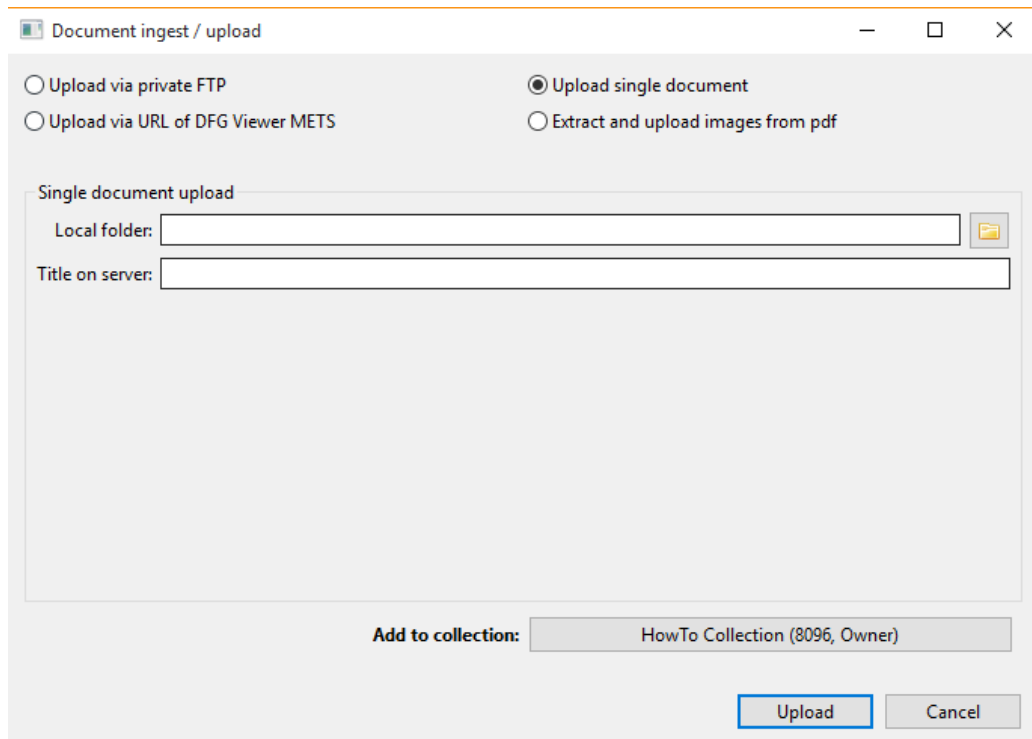 Document ingest / upload
Upload via private FTP
Upload single document
Upload via URL of DFG Viewer METS
Extract and upload images from pdf
Single document upload
Local folder:
Title on server:
Add to collection: HowTo Collection (8096, Owner)
Upload Cancel